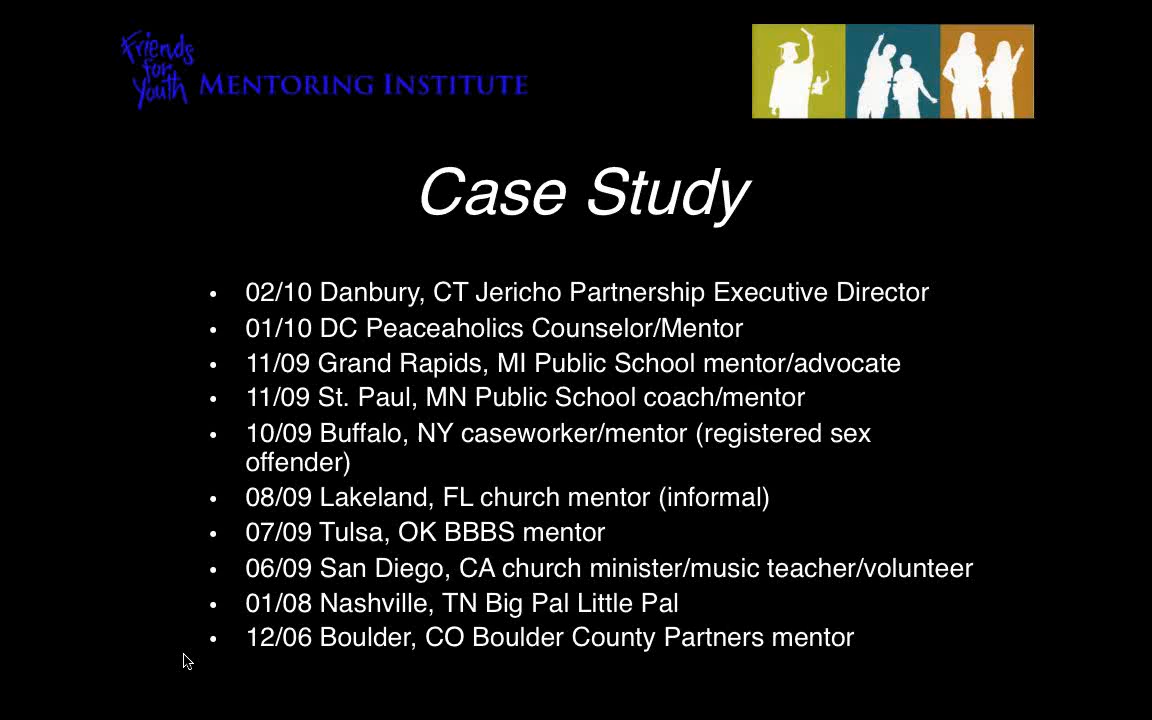 Friends
for
Youth
MENTORING INSTITUTE
Case Study
• 02/10 Danbury, CT Jericho Partnership Executive Director
• 01/10 DC Peaceaholics Counselor/Mentor
• 11/09 Grand Rapids, MI Public School mentor/advocate
• 11/09 St. Paul, MN Public School coach/mentor
• 10/09 Buffalo, NY caseworker/mentor (registered sex
offender)
• 08/09 Lakeland, FL church mentor (informal)
• 07/09 Tulsa, OK BBBS mentor
• 06/09 San Diego, CA church minister/music teacher/volunteer
• 01/08 Nashville, TN Big Pal Little Pal
• 12/06 Boulder, CO Boulder County Partners mentor